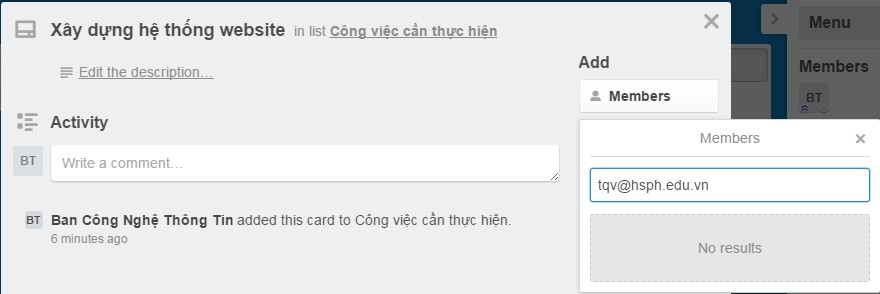 Xây dựng hệ thống website in list Công việc cần thực hiện
Edit the description...
Add
Members
Activity
BT
Write a comment...
BT Ban Công Nghệ Thông Tin added this card to Công việc cần thực hiện.
6 minutes ago
Members
tqv@hsph.edu.vn
No results
Menu
Members
BT